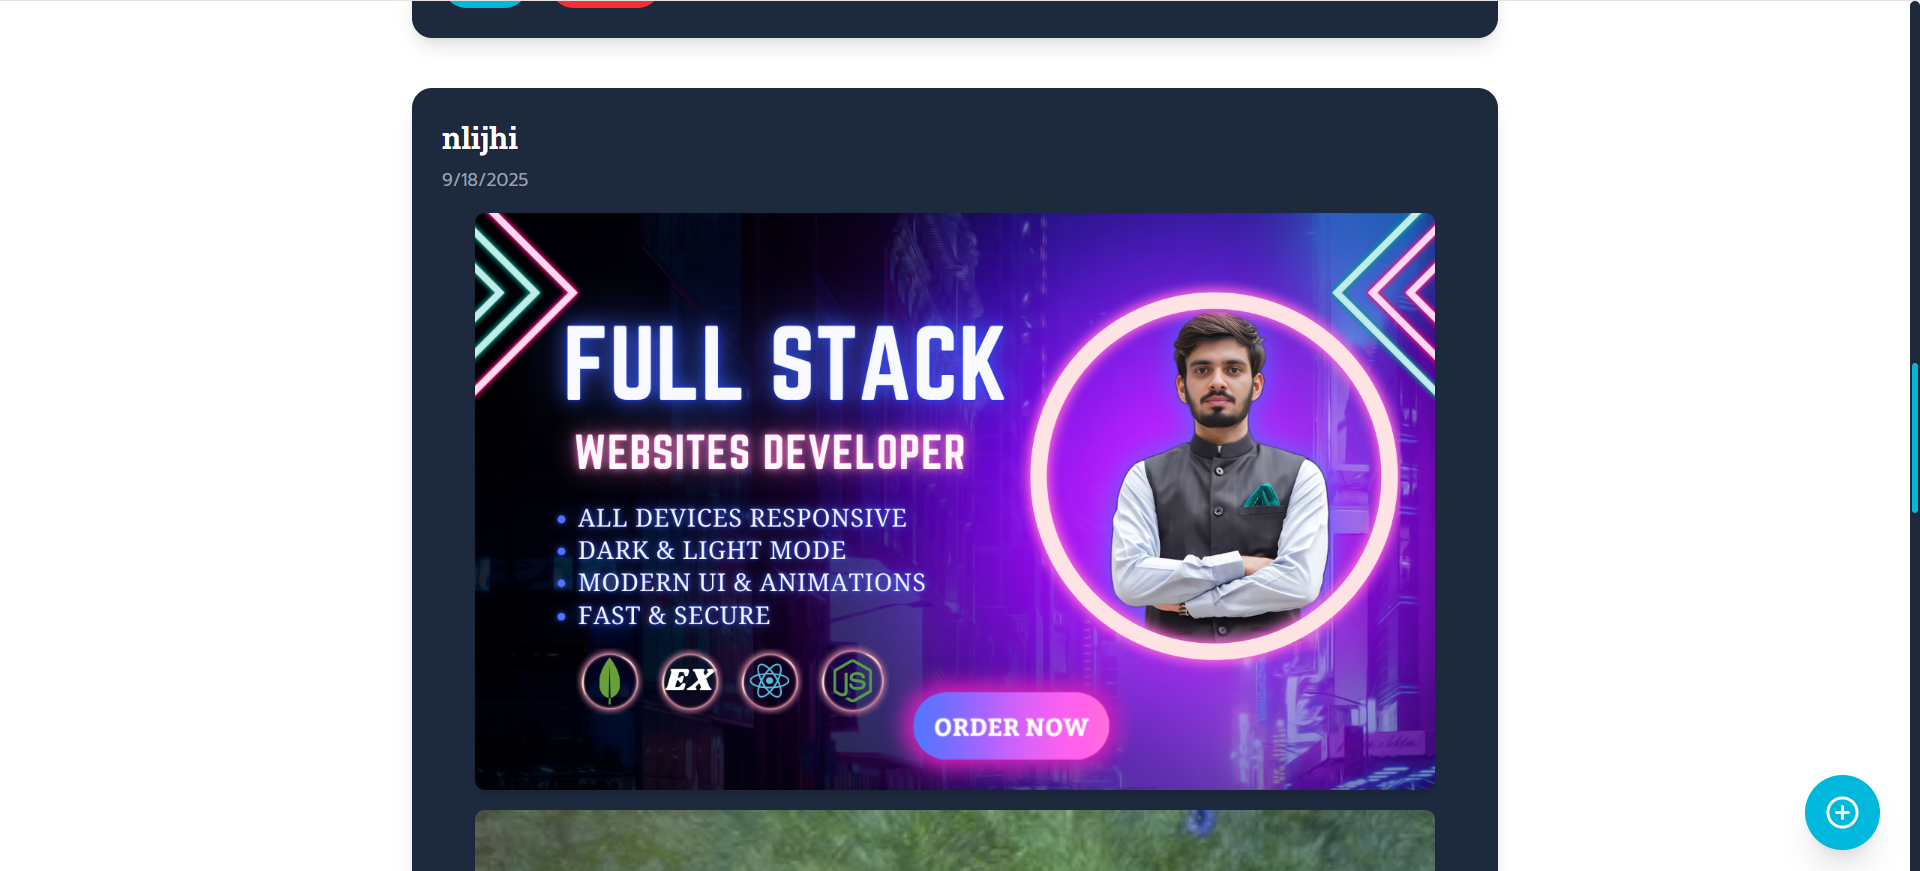 nlijhi
9/18/2025
FULL STACK
WEBSITES DEVELOPER
• ALL DEVICES RESPONSIVE
• DARK & LIGHT MODE
• MODERN UI & ANIMATIONS
• FAST & SECURE
EX
JS
ORDER NOW